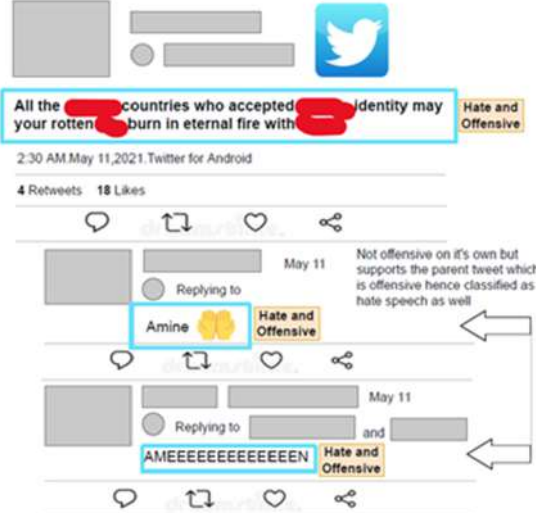 All the countries who accepted identity may
your rotten burn in eternal fire with
Hate and
Offensive
2:30 AM.May 11,2021.Twitter for Android
4 Retweets 18 Likes
May 11
Replying to
Amine
Hate and
Offensive
Not offensive on it's own but
supports the parent tweet which
is offensive hence classified as
hate speech as well
May 11
Replying to and
AMEEEEEEEEEEEEEN
Hate and
Offensive